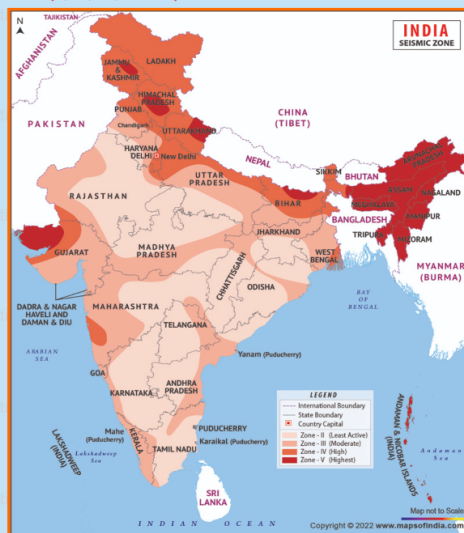 TAJIKISTAN
N
AFGHANISTAN
INDIA
SEISMIC ZONE
LADAKH
JAMMU
&
KASHMIR
HIMACHAL
PRADESH
PUNJAB
Chandigarh
UTTARAKHAND
CHINA
(TIBET)
PAKISTAN
HARYANA
DELHI
New Delhi
NEPAL
ARUNACHAL
PRADESH
SIKKIM
BHUTAN
ASSAM
NAGALAND
MEGHALAYA
MANIPUR
RAJASTHAN
UTTAR
PRADESH
BIHAR
BANGLADESH
TRIPURA
MIZORAM
JHARKHAND
WEST
BENGAL
GUJARAT
MADHYA
PRADESH
CHHATTISGARH
MYANMAR
(BURMA)
ODISHA
DADRA & NAGAR
HAVELI AND
DAMAN & DIU
MAHARASHTRA
BAY
OF
BENGAL
TELANGANA
ARABIAN
SEA
Yanam (Puducherry)
GOA
ANDHRA
PRADESH
KARNATAKA
LEGEND
International Boundary
State Boundary
Country Capital
Zone - II (Least Active)
Zone - III (Moderate)
Zone - IV (High)
Zone - V (Highest)
ANDAMAN & NICOBAR ISLANDS
(INDIA)
Andaman
Sea
Mahe
(Puducherry)
PUDUCHERRY
Karaikal (Puducherry)
LAKSHADWEEP
(INDIA)
Lakshadweep
Sea
KERALA
TAMIL NADU
SRI
LANKA
INDIAN OCEAN
Map not to Scale
Copyright © 2022 www.mapsofindia.com